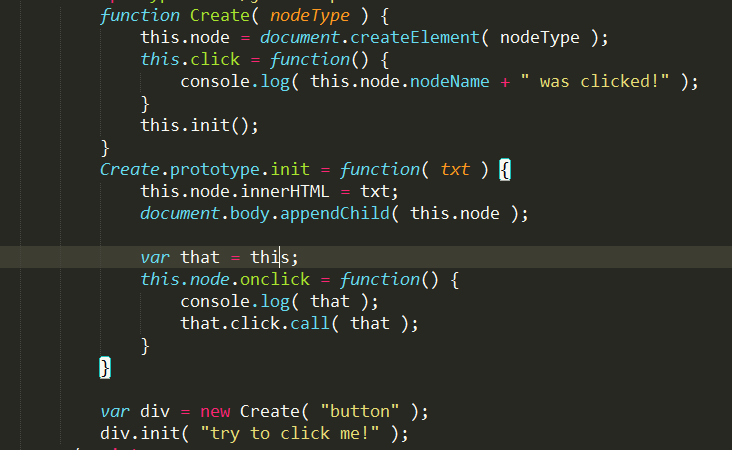 function Create( nodeType ) {
this.node = document.createElement( nodeType );
this.click = function() {
console.log( this.node.nodeName + " was clicked!" );
}
this.init();
}
Create.prototype.init = function( txt ) {
this.node.innerHTML = txt;
document.body.appendChild( this.node );
var that = this;
this.node.onclick = function() {
console.log( that );
that.click.call( that );
}
}
var div = new Create( "button" );
div.init( "try to click me!" );